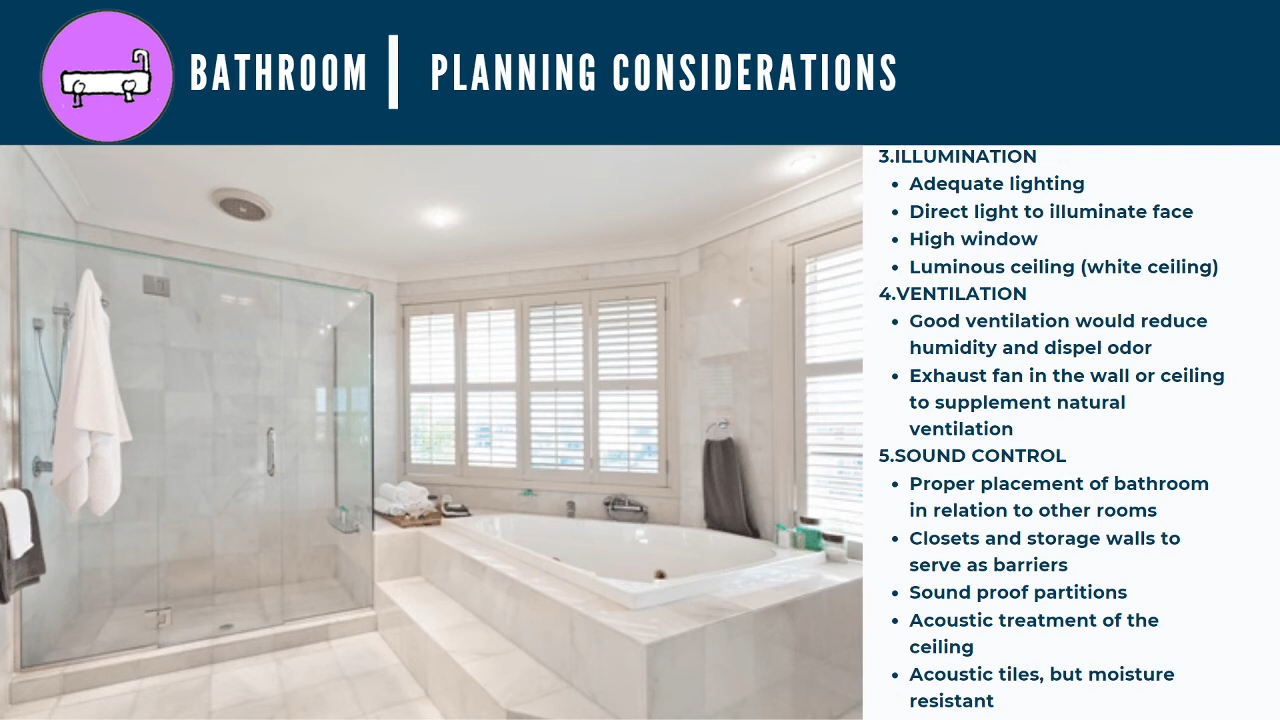 BATHROOM | PLANNING CONSIDERATIONS
3.ILLUMINATION
• Adequate lighting
• Direct light to illuminate face
• High window
• Luminous ceiling (white ceiling)
4.VENTILATION
• Good ventilation would reduce
humidity and dispel odor
• Exhaust fan in the wall or ceiling
to supplement natural
ventilation
5.SOUND CONTROL
• Proper placement of bathroom
in relation to other rooms
• Closets and storage walls to
serve as barriers
• Sound proof partitions
• Acoustic treatment of the
ceiling
• Acoustic tiles, but moisture
resistant